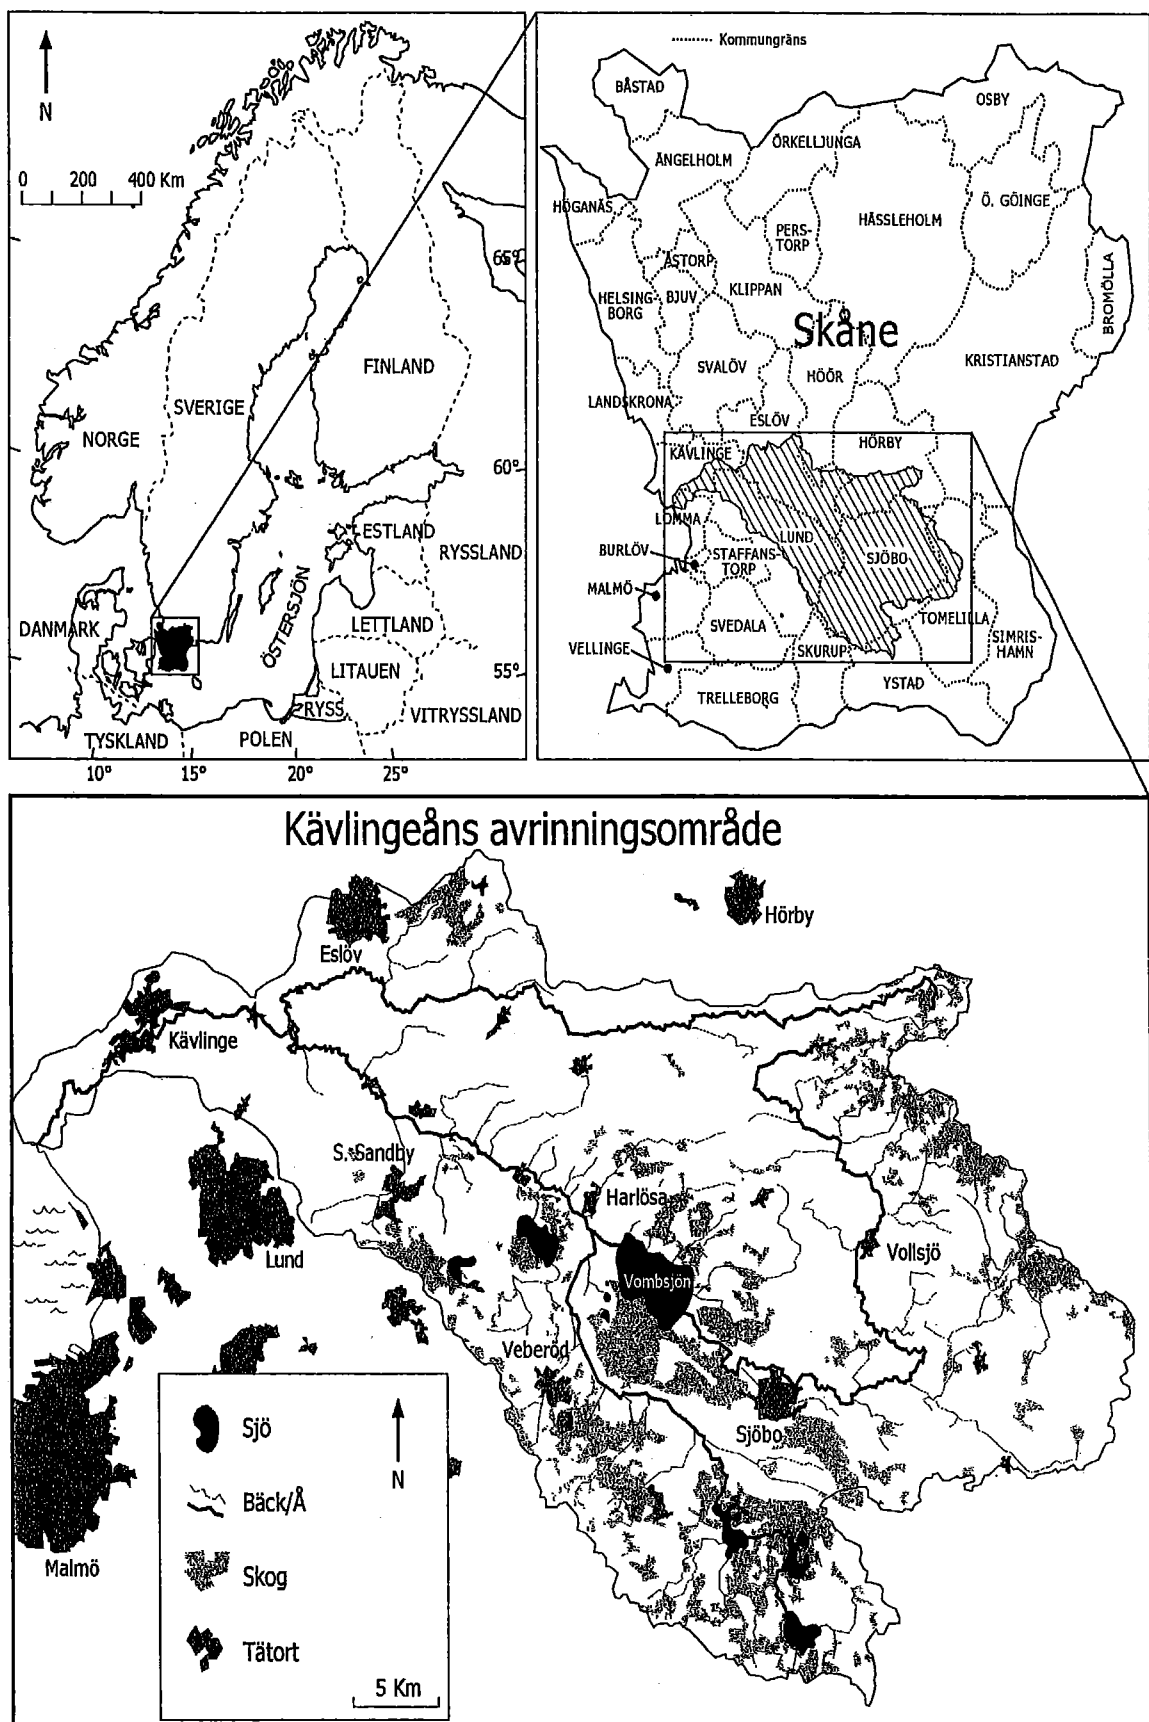 N
0 200 400 Km
65°
60°
55°
10° 15° 20° 25°
NORGE
SVERIGE
FINLAND
ESTLAND
RYSSLAND
LETTLAND
LITAUEN
RYSS
VITRYSSLAND
DANMARK
ÖSTERSJÖN
TYSKLAND
POLEN
Kommungräns
BÅSTAD
OSBY
ÖRKELLJUNGA
ÄNGELHOLM
HÖGANÄS
PERS-
TORP
HÄSSLEHOLM
Ö. GÖINGE
ÅSTORP
KLIPPAN
HELSING-
BORG
BJUV
BROMÖLLA
Skåne
KRISTIANSTAD
SVALÖV
HÖÖR
LANDSKRONA
ESLÖV
HÖRBY
KÄVLINGE
LOMMA
LUND
BURLÖV
STAFFANS-
TORP
SJÖBO
MALMÖ
SVEDALA
TOMELILLA
SIMRIS-
HAMN
VELLINGE
SKURUP
YSTAD
TRELLEBORG
Kävlingeåns avrinningsområde
Hörby
Eslöv
Kävlinge
S. Sandby
Harlösa
Lund
Vombsjön
Vollsjö
Veberöd
Sjöbo
Malmö
Sjö
Bäck/Å
Skog
Tätort
N
5 Km